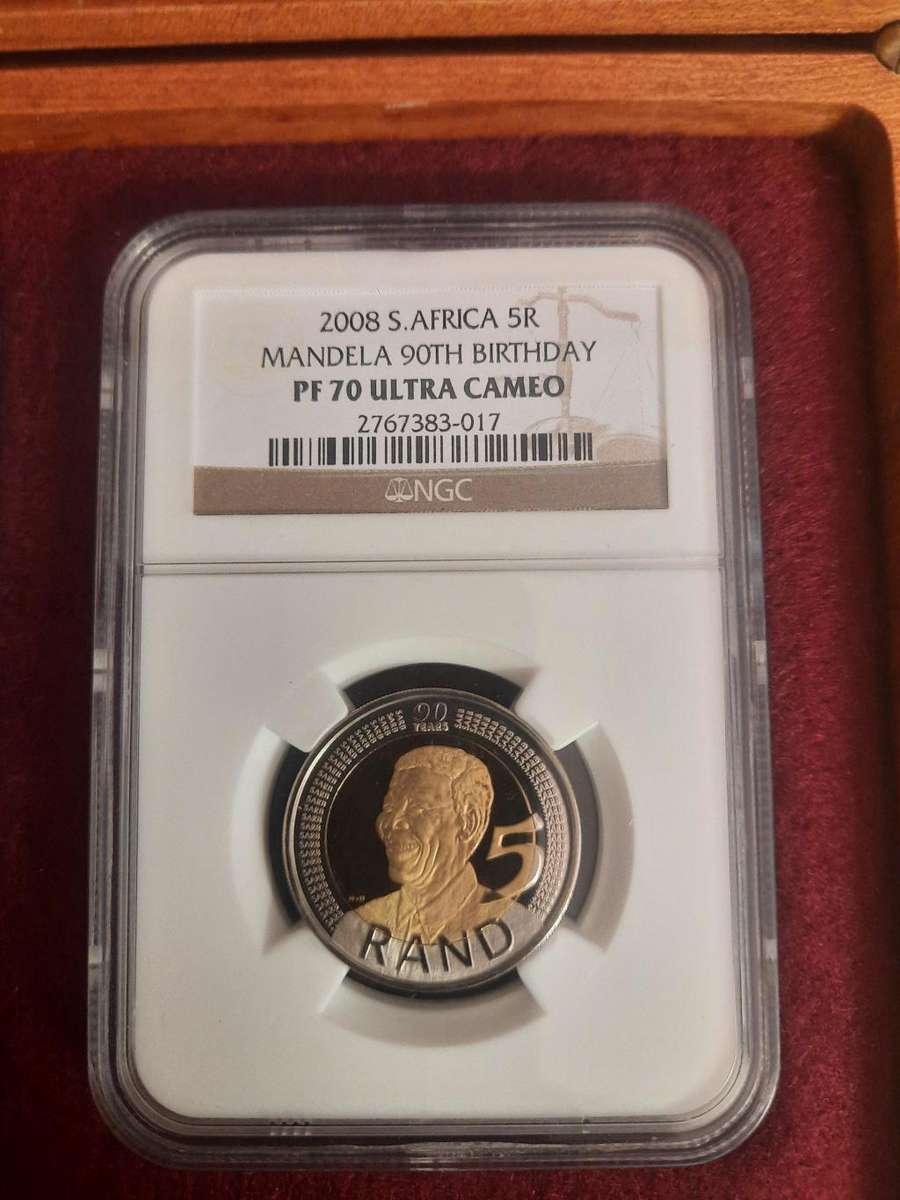 2008 S.AFRICA 5R
MANDELA 90TH BIRTHDAY
PF 70 ULTRA CAMEO
2767383-017
NGC
90
YEARS
5
RAND